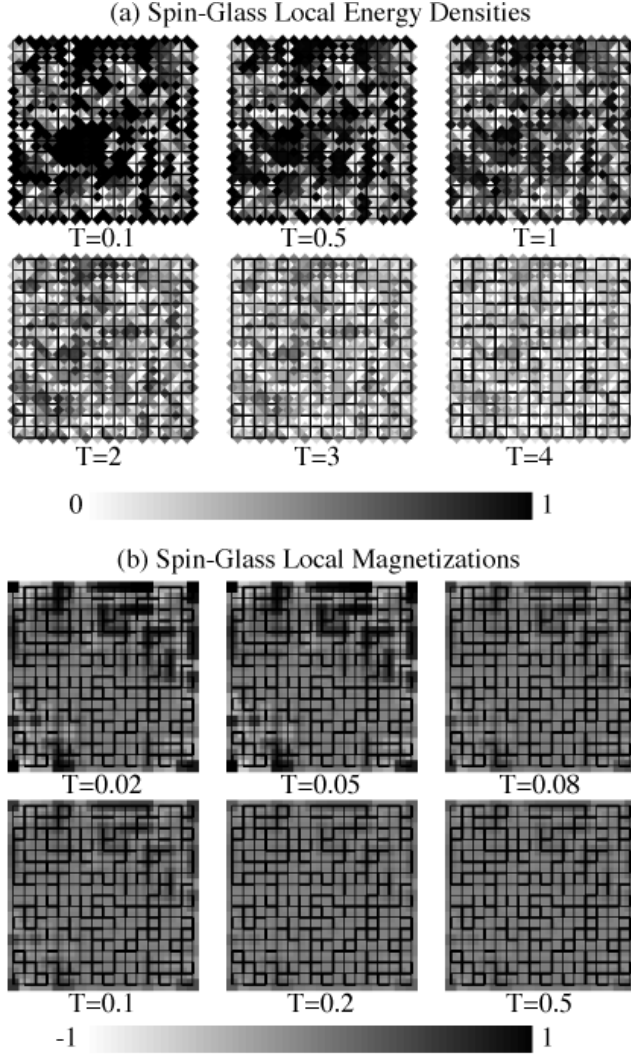 (a) Spin-Glass Local Energy Densities
T=0.1 T=0.5 T=1
T=2 T=3 T=4
0 1
(b) Spin-Glass Local Magnetizations
T=0.02 T=0.05 T=0.08
T=0.1 T=0.2 T=0.5
-1 1